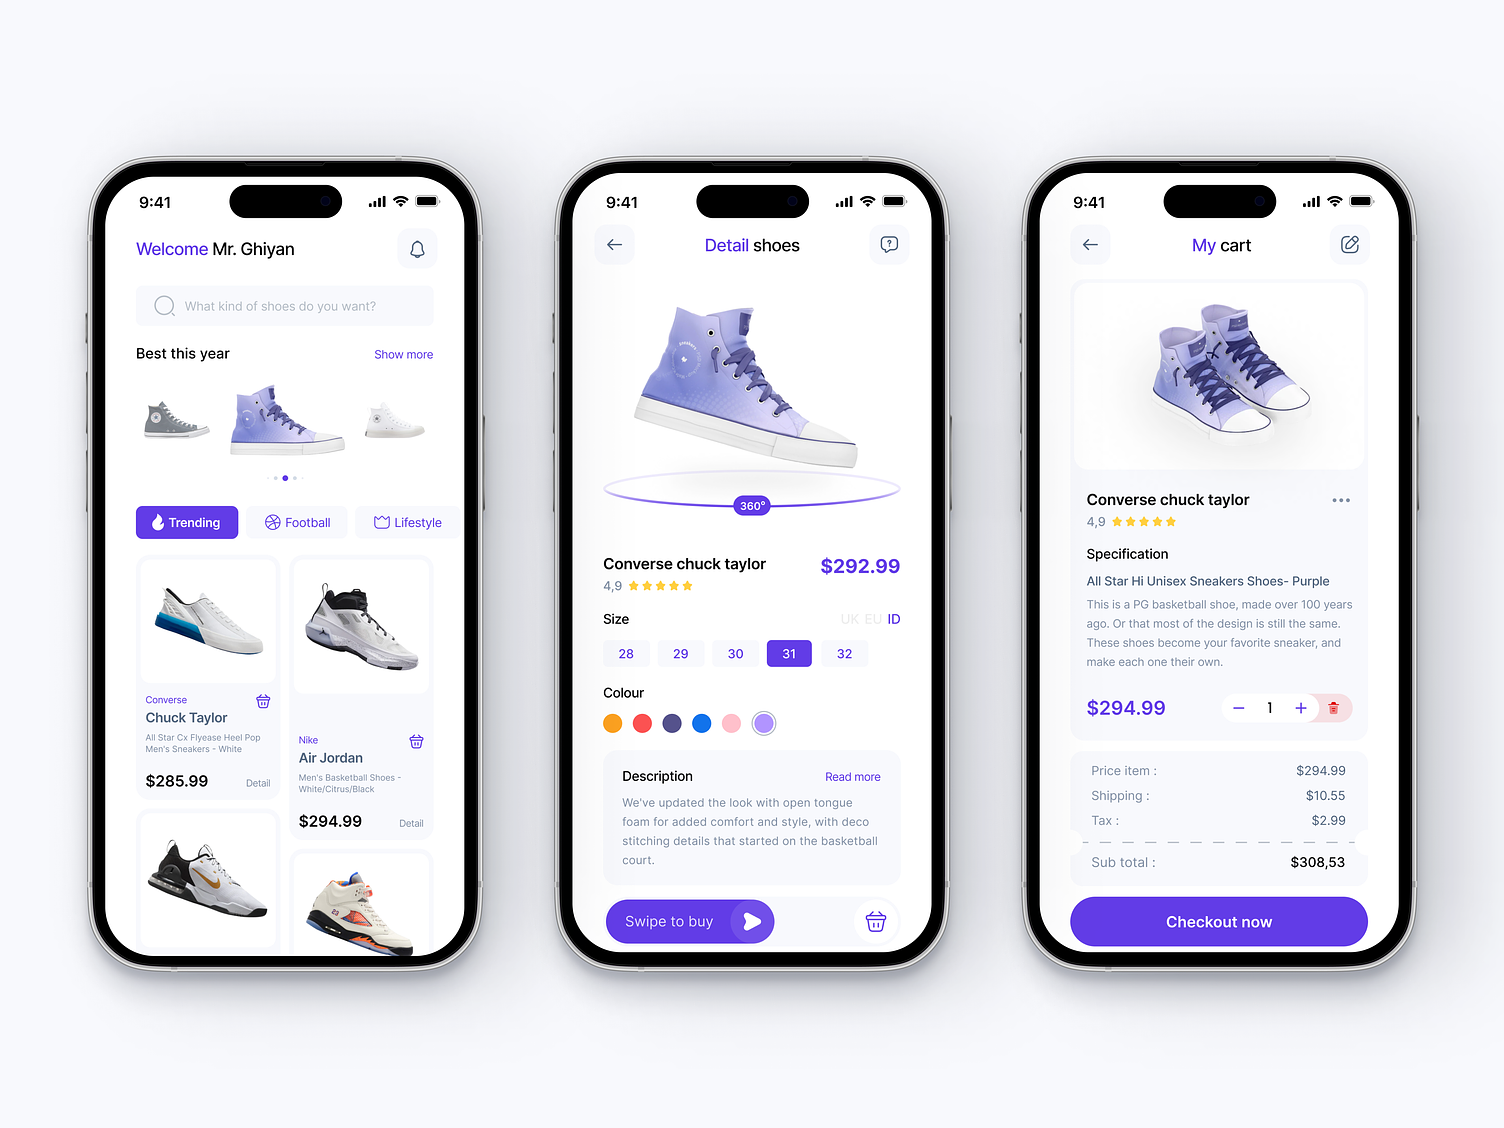 9:41
Welcome Mr. Ghiyan
What kind of shoes do you want?
Best this year
Show more
Trending
Football
Lifestyle
Converse
Chuck Taylor
All Star Cx Flyease Heel Pop
Men's Sneakers - White
$285.99
Detail
Nike
Air Jordan
Men's Basketball Shoes -
White/Citrus/Black
$294.99
Detail
9:41
Detail shoes
360°
Converse chuck taylor
$292.99
4,9
Size
UK EU ID
28
29
30
31
32
Colour
Description
Read more
We've updated the look with open tongue
foam for added comfort and style, with deco
stitching details that started on the basketball
court.
Swipe to buy
9:41
My cart
Converse chuck taylor
4,9
Specification
All Star Hi Unisex Sneakers Shoes- Purple
This is a PG basketball shoe, made over 100 years
ago. Or that most of the design is still the same.
These shoes become your favorite sneaker, and
make each one their own.
$294.99
1
Price item :
$294.99
Shipping :
$10.55
Tax :
$2.99
Sub total :
$308,53
Checkout now